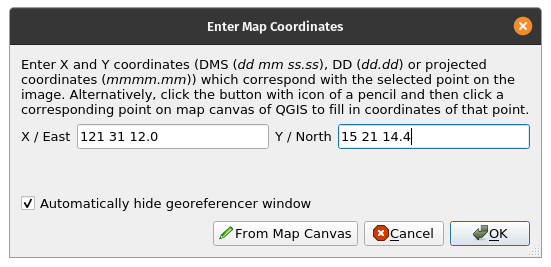 Enter Map Coordinates
Enter X and Y coordinates (DMS (dd mm ss.ss), DD (dd.dd) or projected
coordinates (mmmm.mm)) which correspond with the selected point on the
image. Alternatively, click the button with icon of a pencil and then click a
corresponding point on map canvas of QGIS to fill in coordinates of that point.
X / East 121 31 12.0 Y / North 15 21 14.4
Automatically hide georeferencer window
From Map Canvas Cancel OK